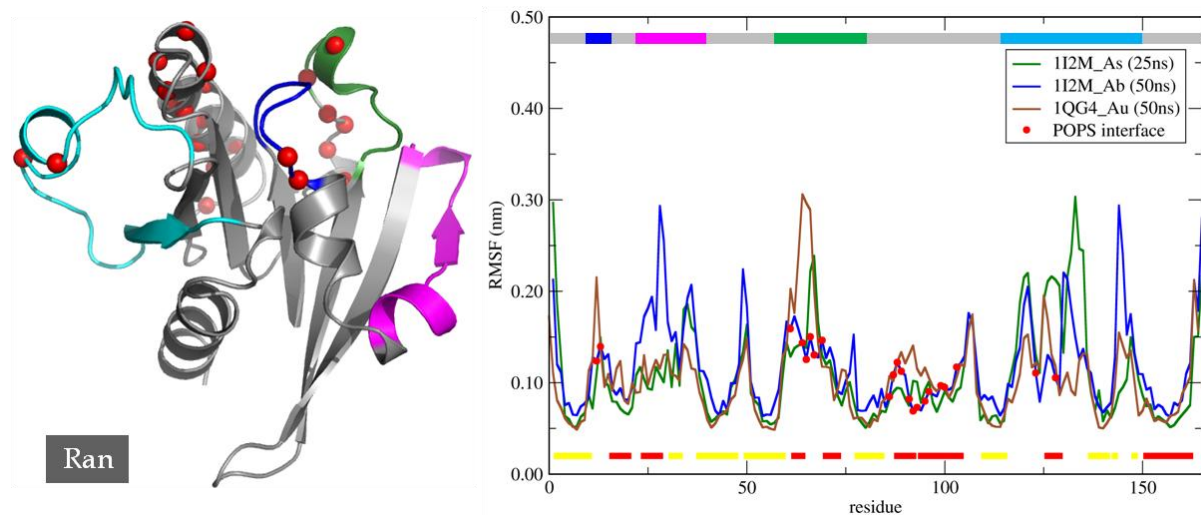 Ran
0.50
0.40
0.30
0.20
0.10
0.00
RMSF (nm)
1I2M_As (25ns)
1I2M_Ab (50ns)
1QG4_Au (50ns)
POPS interface
0
50
100
150
residue